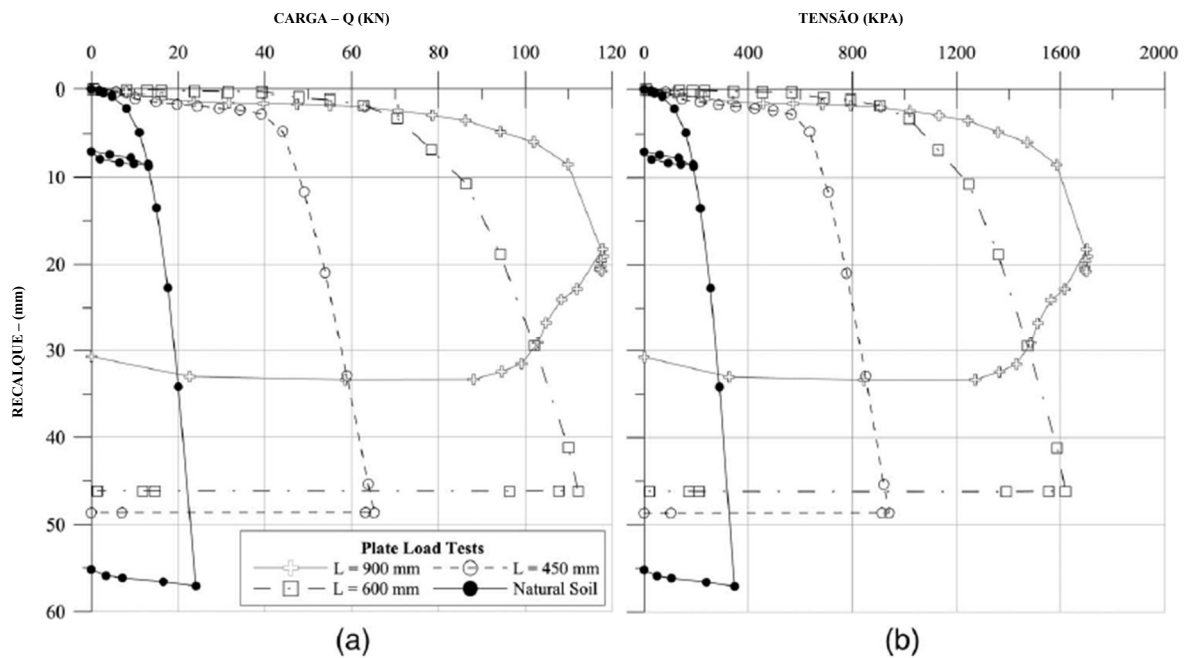 CARGA – Q (KN)
TENSÃO (KPA)
0 20 40 60 80 100 120
0 400 800 1200 1600 2000
0
10
20
30
40
50
60
RECALQUE – (mm)
Plate Load Tests
L = 900 mm L = 450 mm
L = 600 mm Natural Soil
(a)
(b)